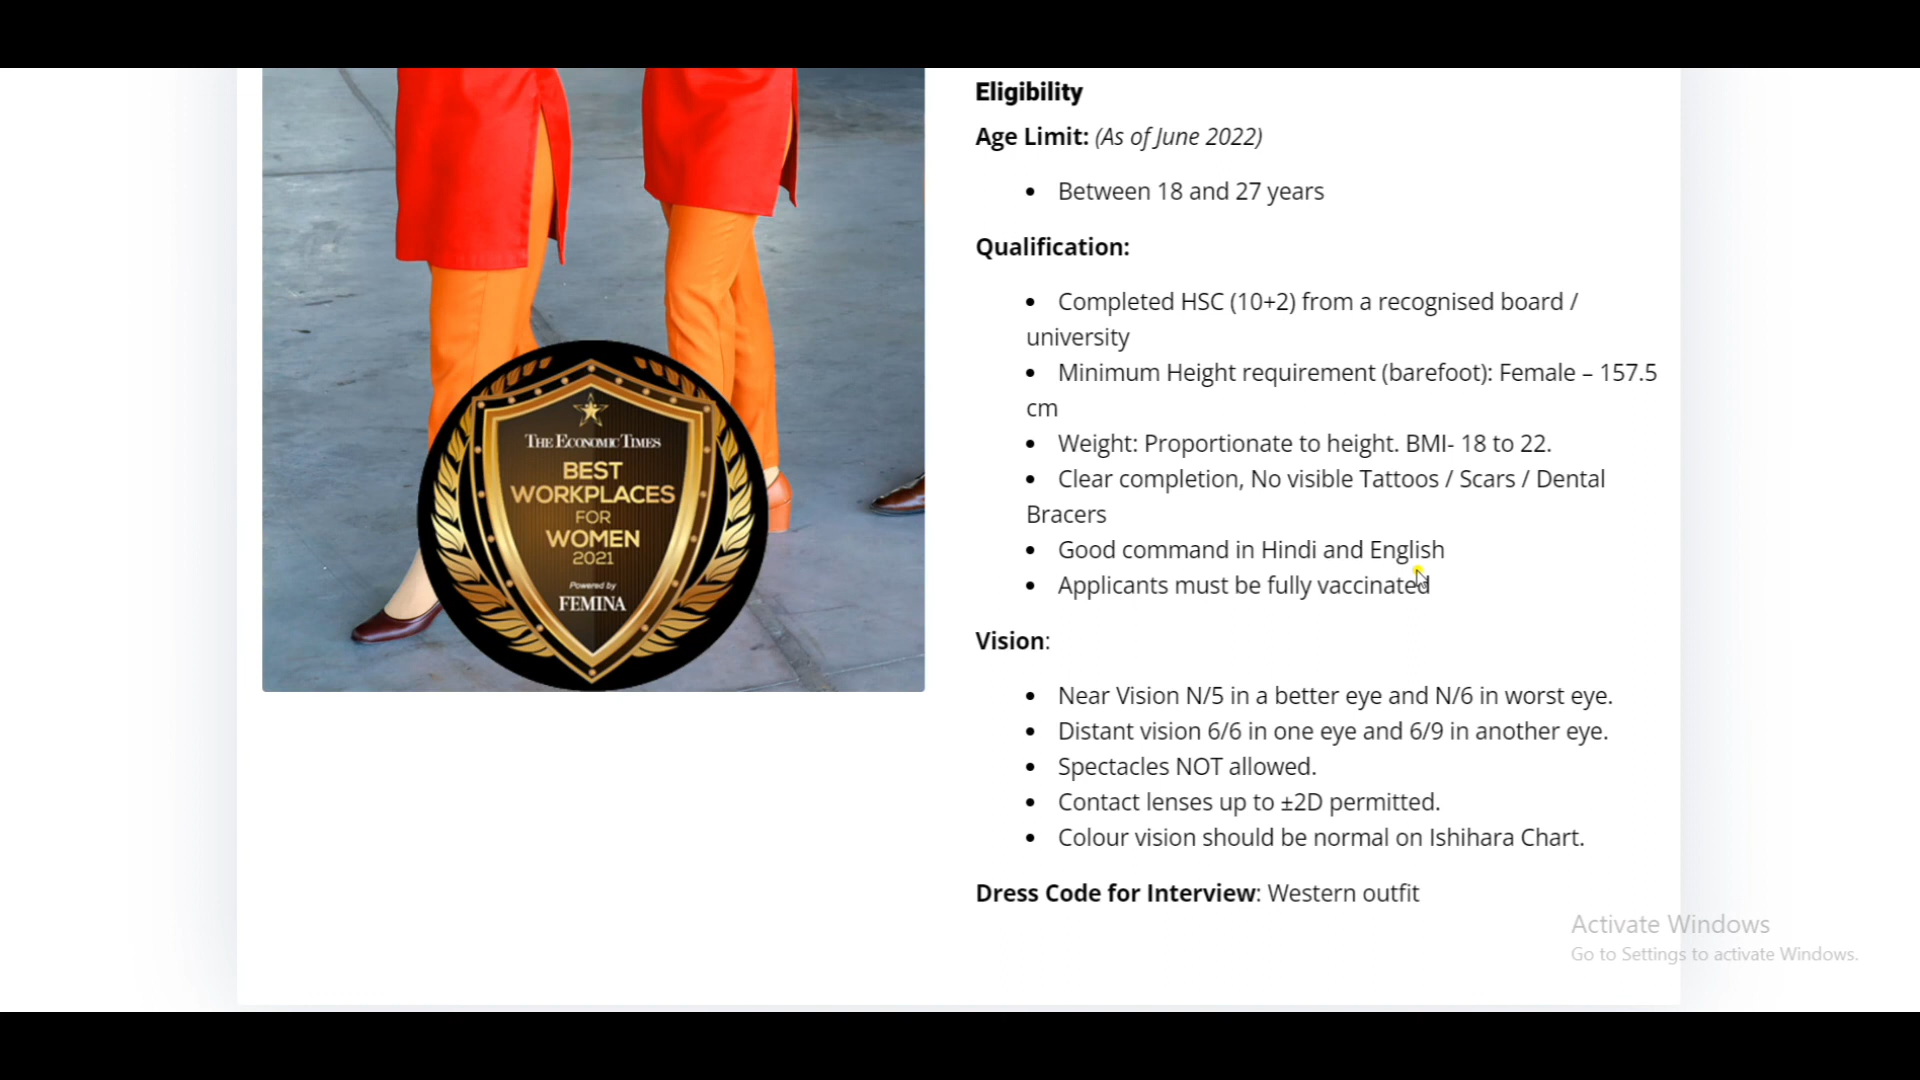 THE ECONOMIC TIMES
BEST
WORKPLACES
FOR
WOMEN
2021
Powered by
FEMINA
Eligibility
Age Limit: (As of June 2022)
• Between 18 and 27 years
Qualification:
• Completed HSC (10+2) from a recognised board /
university
• Minimum Height requirement (barefoot): Female – 157.5
cm
• Weight: Proportionate to height. BMI- 18 to 22.
• Clear completion, No visible Tattoos / Scars / Dental
Bracers
• Good command in Hindi and English
• Applicants must be fully vaccinated
Vision:
• Near Vision N/5 in a better eye and N/6 in worst eye.
• Distant vision 6/6 in one eye and 6/9 in another eye.
• Spectacles NOT allowed.
• Contact lenses up to ±2D permitted.
• Colour vision should be normal on Ishihara Chart.
Dress Code for Interview: Western outfit
Activate Windows
Go to Settings to activate Windows.